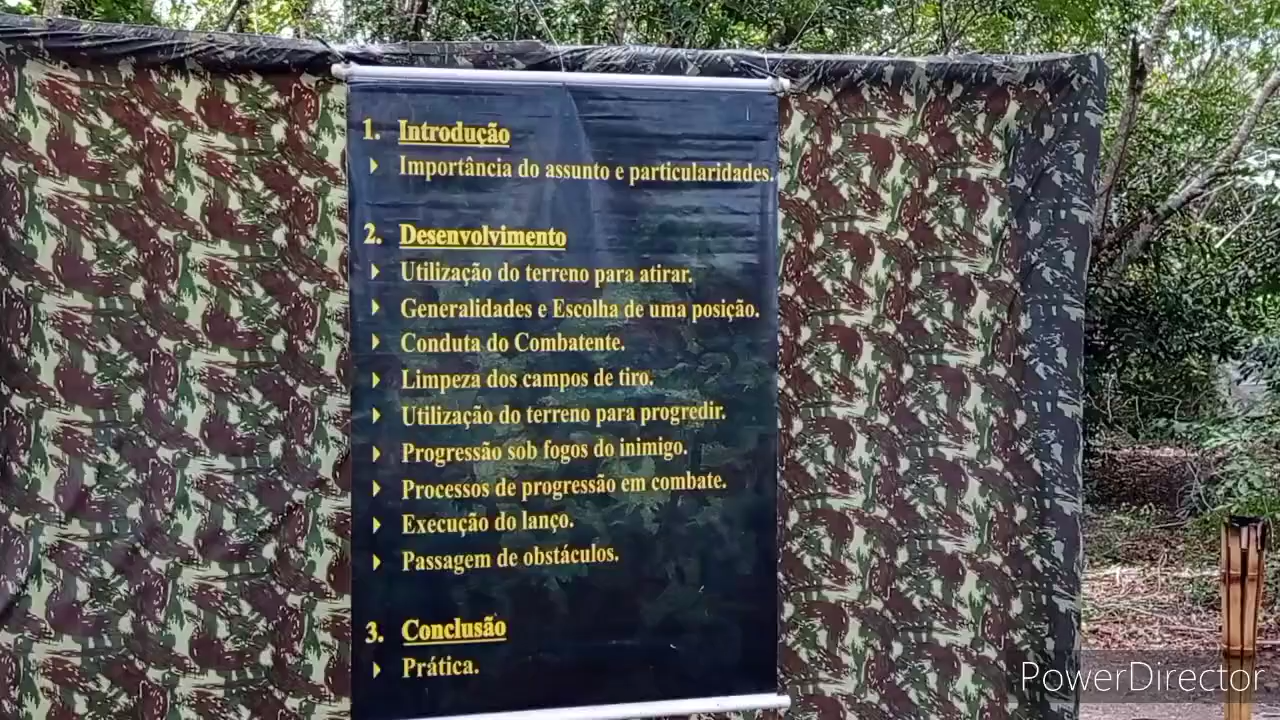 1. Introdução
Importância do assunto e particularidades.
2. Desenvolvimento
Utilização do terreno para atirar.
Generalidades e Escolha de uma posição.
Conduta do Combatente.
Limpeza dos campos de tiro.
Utilização do terreno para progredir.
Progressão sob fogos do inimigo.
Processos de progressão em combate.
Execução do lanço.
Passagem de obstáculos.
3. Conclusão
Prática.
PowerDirector